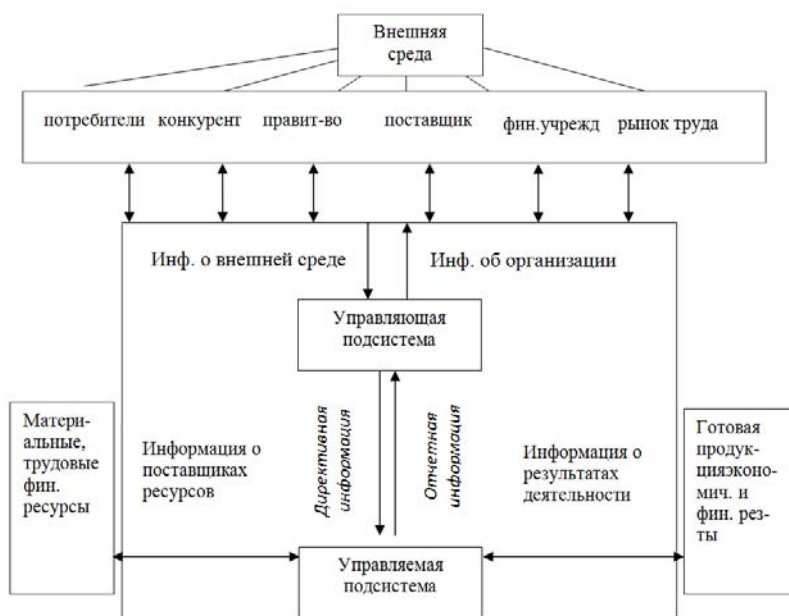 Внешняя
среда
потребители конкурент правит-во поставщик фин.учрежд рынок труда
Инф. о внешней среде
Инф. об организации
Управляющая
подсистема
Матери-
альные,
трудовые
фин.
ресурсы
Информация о
поставщиках
ресурсов
Директивная
информация
Отчетная
информация
Информация о
результатах
деятельности
Готовая
продук-
цияэконо-
мич. и
фин. рез-
ты
Управляемая
подсистема